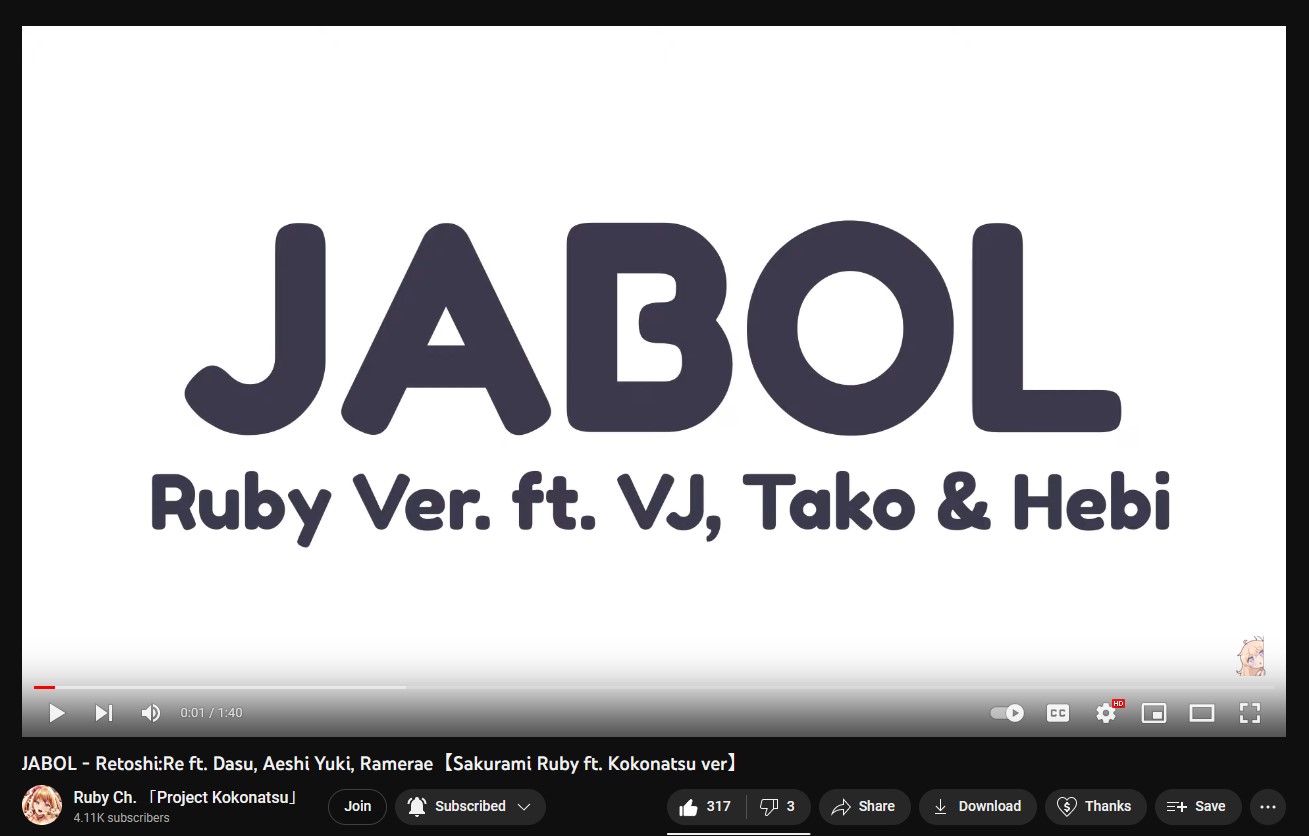 JABOL
Ruby Ver. ft. VJ, Tako & Hebi
0:01 / 1:40
CC
HD
JABOL - Retoshi:Re ft. Dasu, Aeshi Yuki, Ramerae【Sakurami Ruby ft. Kokonatsu ver】
Ruby Ch. 「Project Kokonatsu」
4.11K subscribers
Join
Subscribed
317
3
Share
Download
Thanks
Save